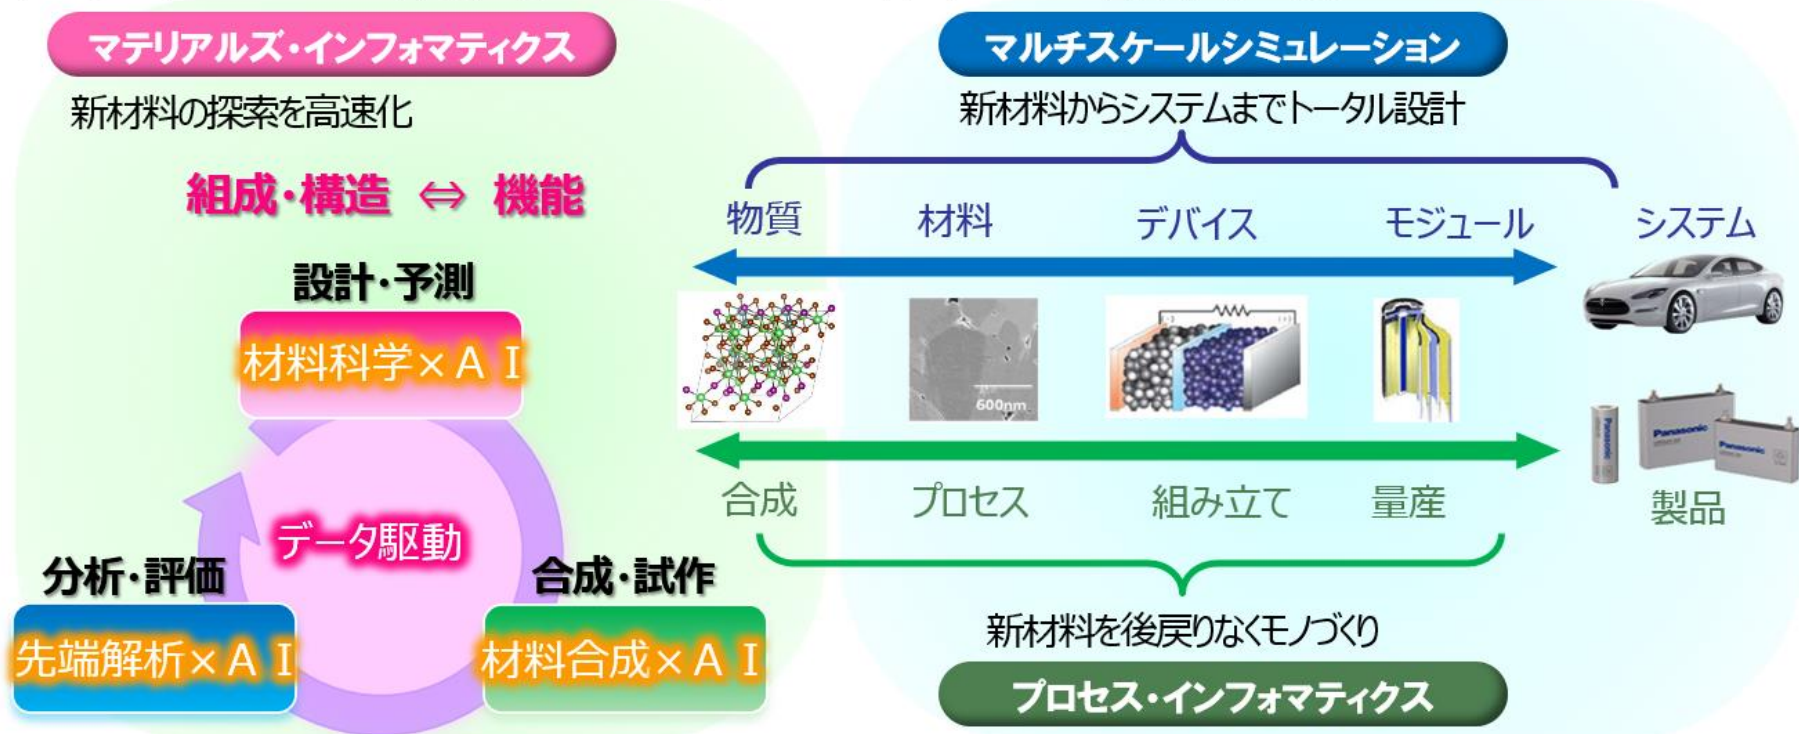 マテリアルズ・インフォマティクス
新材料の探索を高速化
組成・構造 ⇔ 機能
設計・予測
材料科学×ＡＩ
データ駆動
分析・評価
先端解析×ＡＩ
合成・試作
材料合成×ＡＩ
マルチスケールシミュレーション
新材料からシステムまでトータル設計
物質 材料 デバイス モジュール システム
(-) (+)
600nm
Panasonic
Panasonic
Panasonic
合成 プロセス 組み立て 量産 製品
新材料を後戻りなくモノづくり
プロセス・インフォマティクス